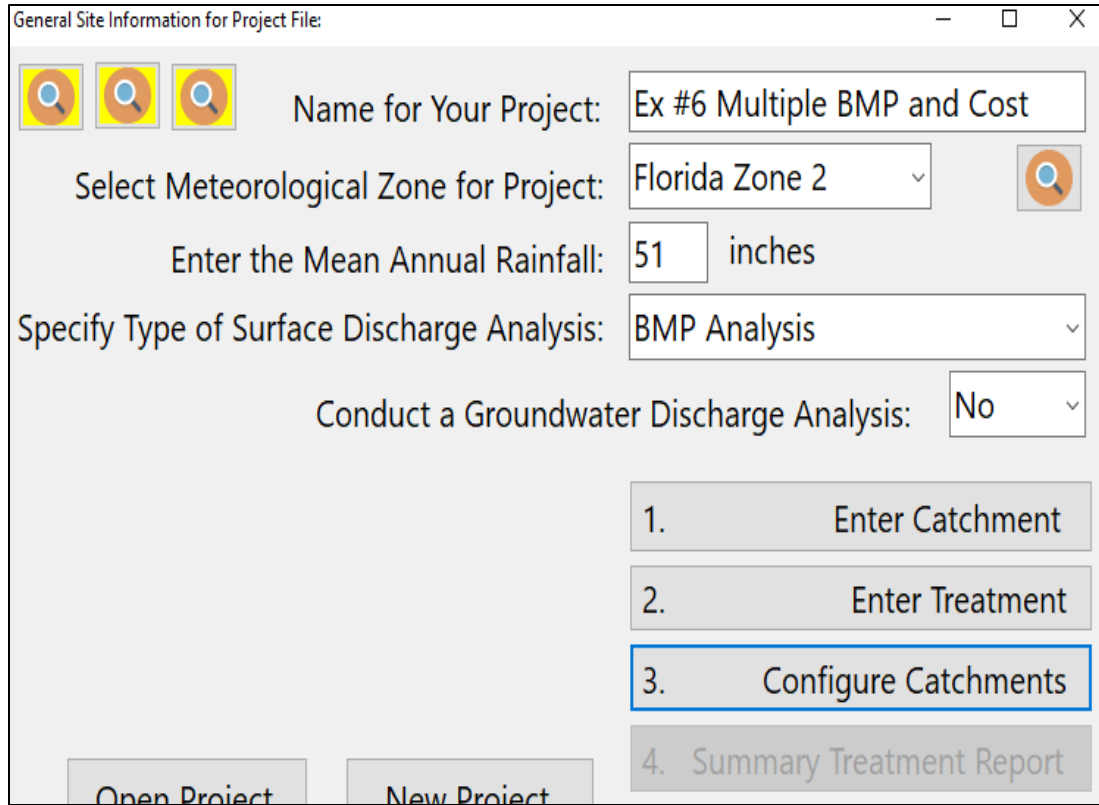 General Site Information for Project File:
Name for Your Project: Ex #6 Multiple BMP and Cost
Select Meteorological Zone for Project: Florida Zone 2
Enter the Mean Annual Rainfall: 51 inches
Specify Type of Surface Discharge Analysis: BMP Analysis
Conduct a Groundwater Discharge Analysis: No
1. Enter Catchment
2. Enter Treatment
3. Configure Catchments
4. Summary Treatment Report
Open Project New Project